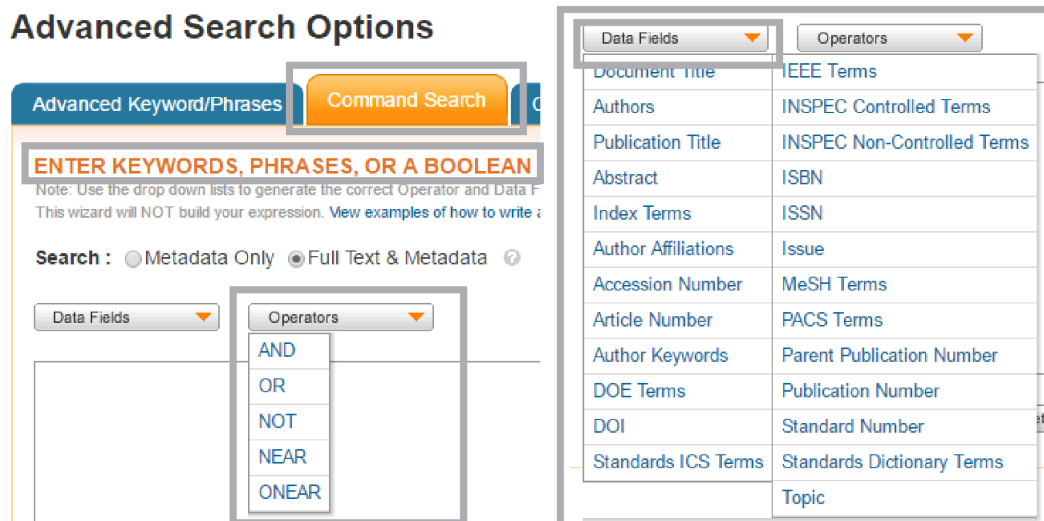 Advanced Search Options
Advanced Keyword/Phrases
Command Search
ENTER KEYWORDS, PHRASES, OR A BOOLEAN
Note: Use the drop down lists to generate the correct Operator and Data F
This wizard will NOT build your expression. View examples of how to write a
Search :
Metadata Only
Full Text & Metadata
?
Data Fields
Operators
AND
OR
NOT
NEAR
ONEAR
Data Fields
Operators
Document Title
Authors
Publication Title
Abstract
Index Terms
Author Affiliations
Accession Number
Article Number
Author Keywords
DOE Terms
DOI
Standards ICS Terms
IEEE Terms
INSPEC Controlled Terms
INSPEC Non-Controlled Terms
ISBN
ISSN
Issue
MeSH Terms
PACS Terms
Parent Publication Number
Publication Number
Standard Number
Standards Dictionary Terms
Topic